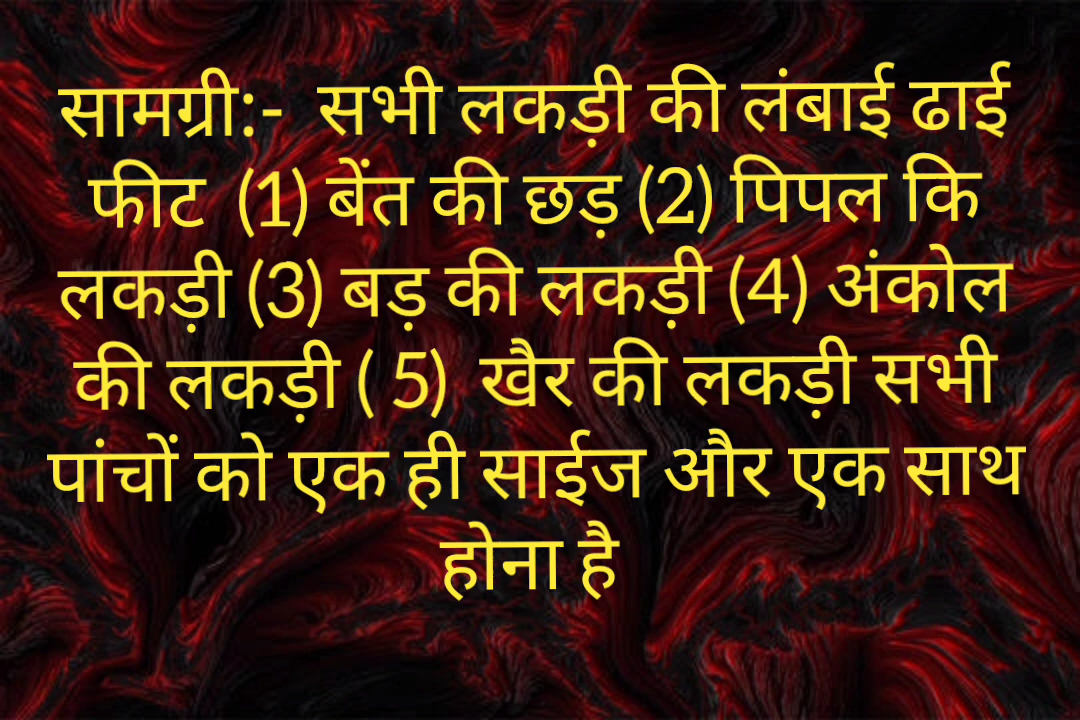 सामग्री:-  सभी लकड़ी की लंबाई ढाई
फीट  (1) बेंत की छड़ (2) पिपल कि
लकड़ी (3) बड़ की लकड़ी (4) अंकोल
की लकड़ी ( 5)  खैर की लकड़ी सभी
पांचों को एक ही साईज और एक साथ
होना है